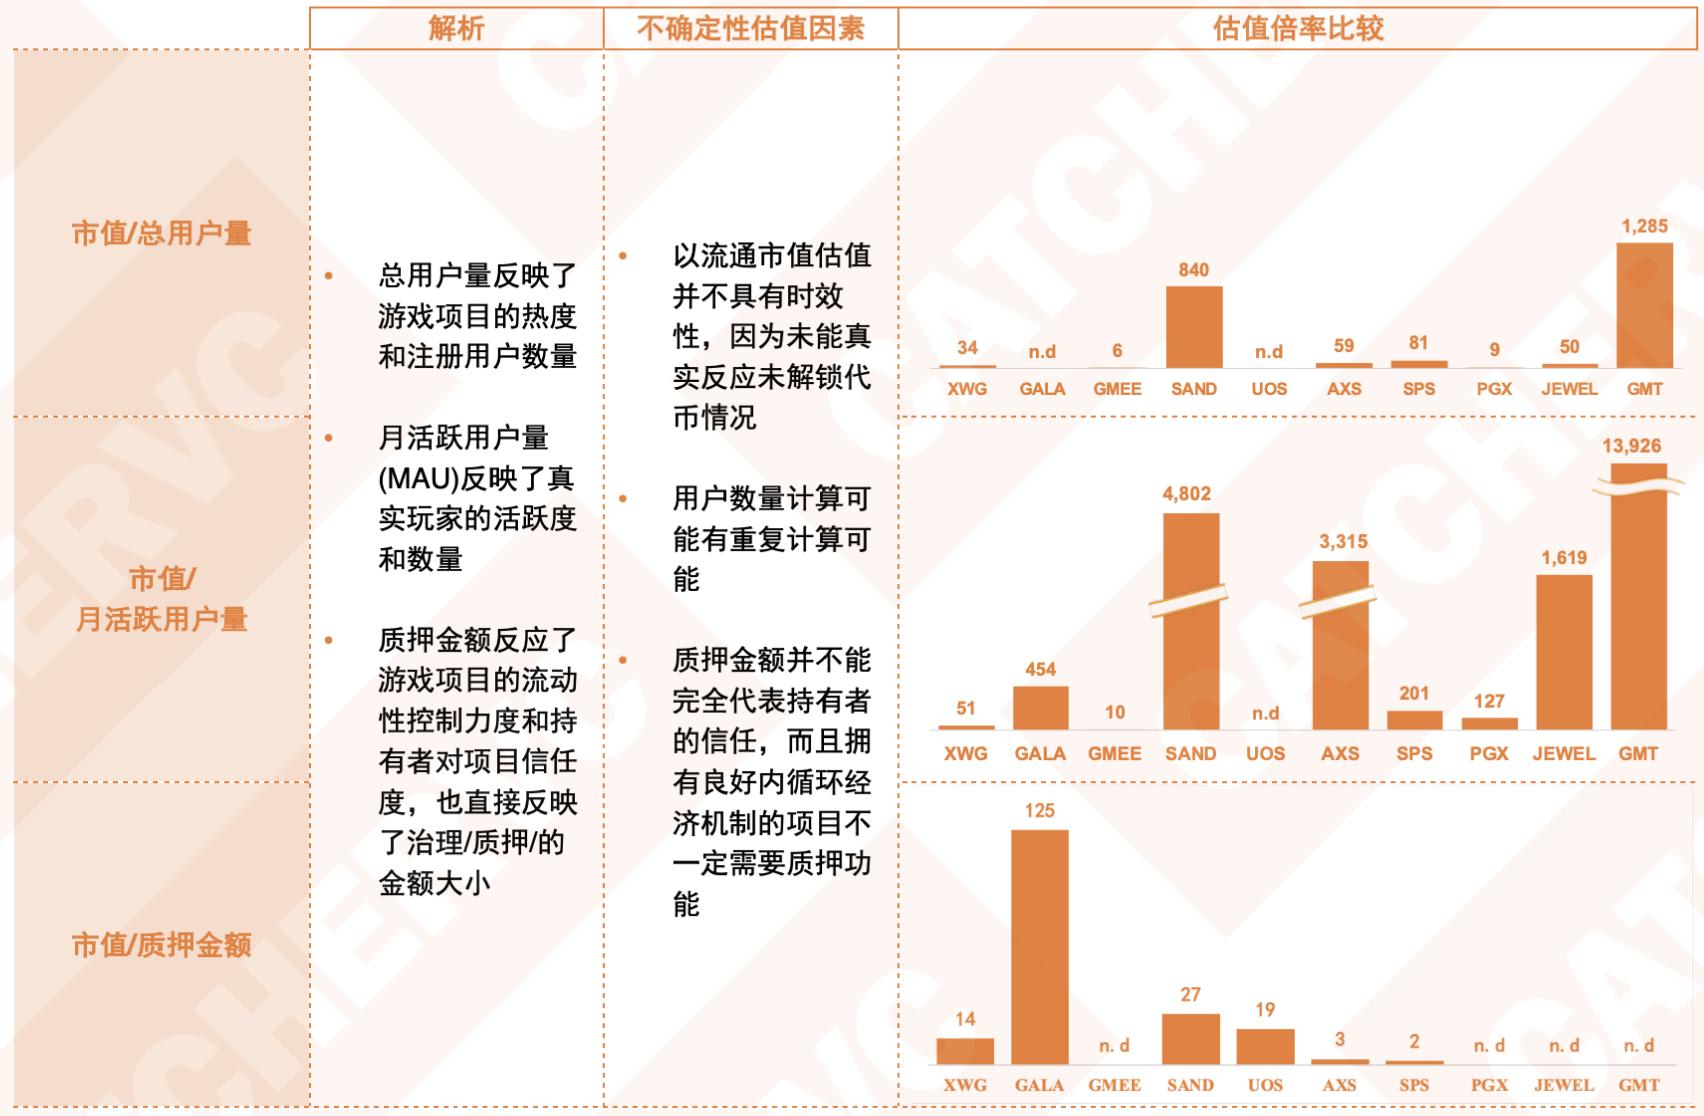 解析
不确定性估值因素
估值倍率比较
市值/总用户量
市值/
月活跃用户量
市值/质押金额
• 总用户量反映了
游戏项目的热度
和注册用户数量
• 月活跃用户量
(MAU)反映了真
实玩家的活跃度
和数量
• 质押金额反应了
游戏项目的流动
性控制力度和持
有者对项目信任
度，也直接反映
了治理/质押/的
金额大小
• 以流通市值估值
并不具有时效
性，因为未能真
实反应未解锁代
币情况
• 用户数量计算可
能有重复计算可
能
• 质押金额并不能
完全代表持有者
的信任，而且拥
有良好内循环经
济机制的项目不
一定需要质押功
能
34 n.d 6 840 n.d 59 81 9 50 1,285
XWG GALA GMEE SAND UOS AXS SPS PGX JEWEL GMT
51 454 10 4,802 n.d 3,315 201 127 1,619 13,926
XWG GALA GMEE SAND UOS AXS SPS PGX JEWEL GMT
14 125 n. d 27 19 3 2 n. d n. d n. d
XWG GALA GMEE SAND UOS AXS SPS PGX JEWEL GMT
CATCHERVC